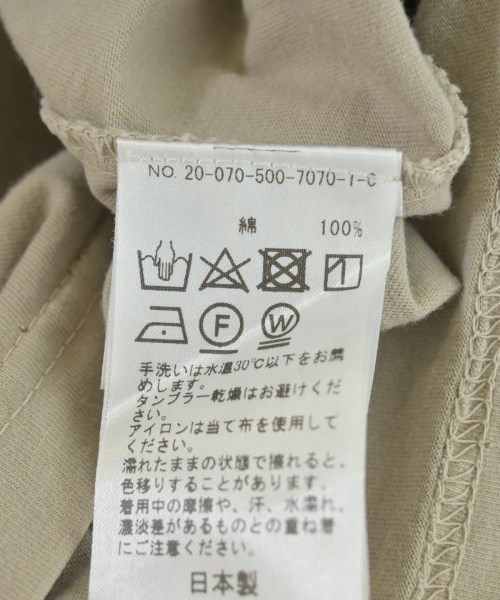 NO. 20-070-500-7070-1-C
綿 100%
F W
手洗いは水温30℃以下をお薦
めします。
タンブラー乾燥はお避けくだ
さい。
アイロンは当て布を使用して
ください。
濡れたままの状態で擦れると、
色移りすることがあります。
着用中の摩擦や、汗、水濡れ、
濃淡差があるものとの重ね着
にご注意ください。
日本製